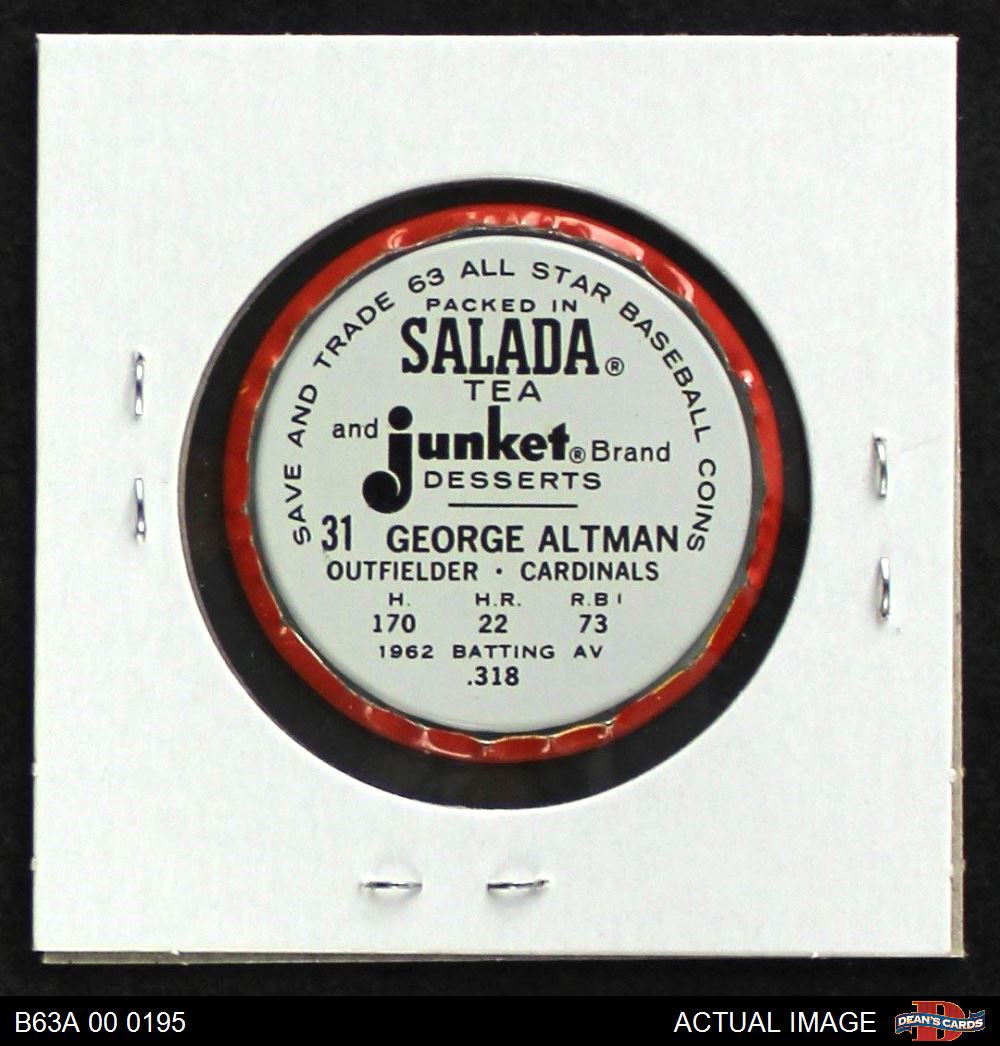 SAVE AND TRADE 63 ALL STAR BASEBALL COINS
PACKED IN
SALADA®
TEA
and junket® Brand
DESSERTS
31 GEORGE ALTMAN
OUTFIELDER · CARDINALS
H. H.R. R.B I
170 22 73
1962 BATTING AV
.318
B63A 00 0195 ACTUAL IMAGE DEAN'S CARDS